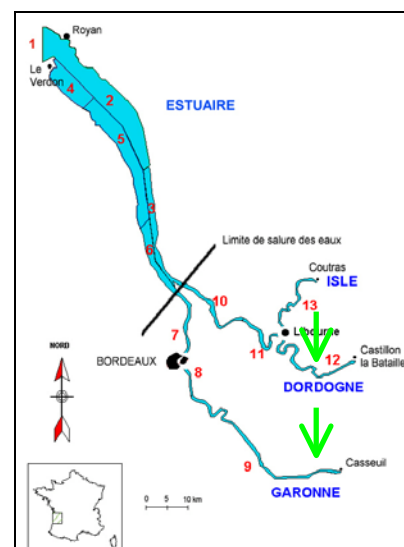 Royan
1
Le
Verdon
4
2
ESTUAIRE
5
3
6
Limite de salure des eaux
Coutras
ISLE
10
13
7
Libourne
11
12
Castillon
la Bataille
NORD
BORDEAUX
8
DORDOGNE
9
Casseuil
GARONNE
0 5 10 km